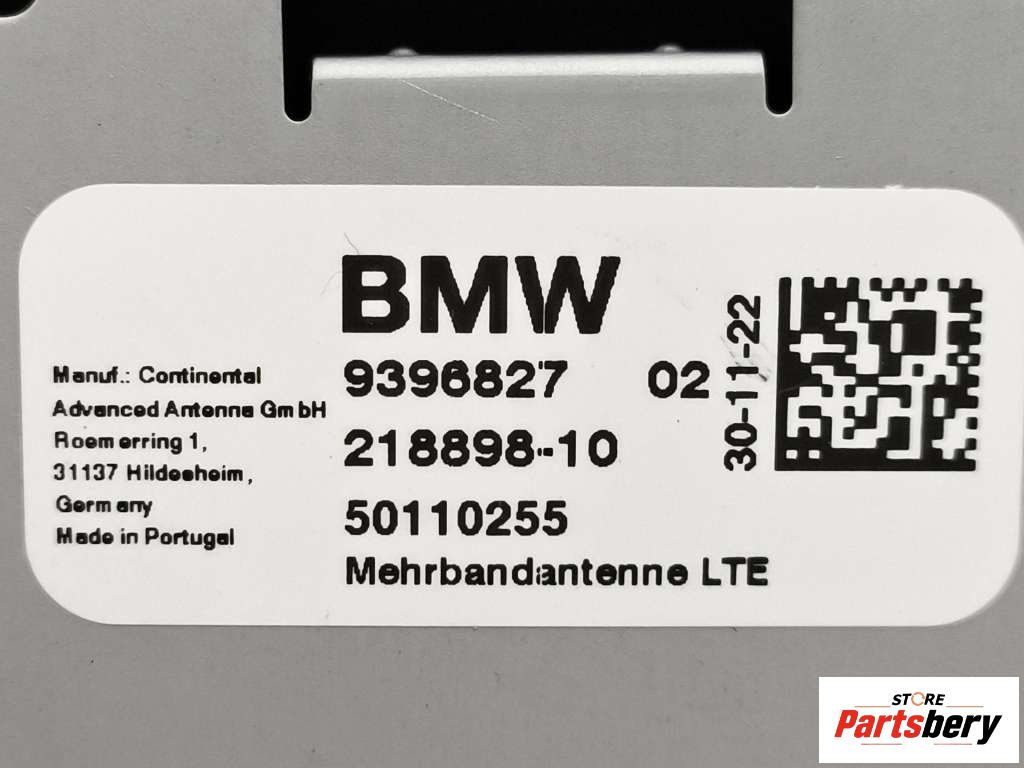 BMW
Manuf.: Continental
Advanced Antenna GmbH
Roemerring 1,
31137 Hildesheim,
Germany
Made in Portugal
9396827 02
218898-10
50110255
Mehrbandantenne LTE
30-11-22
STORE
Partsbery